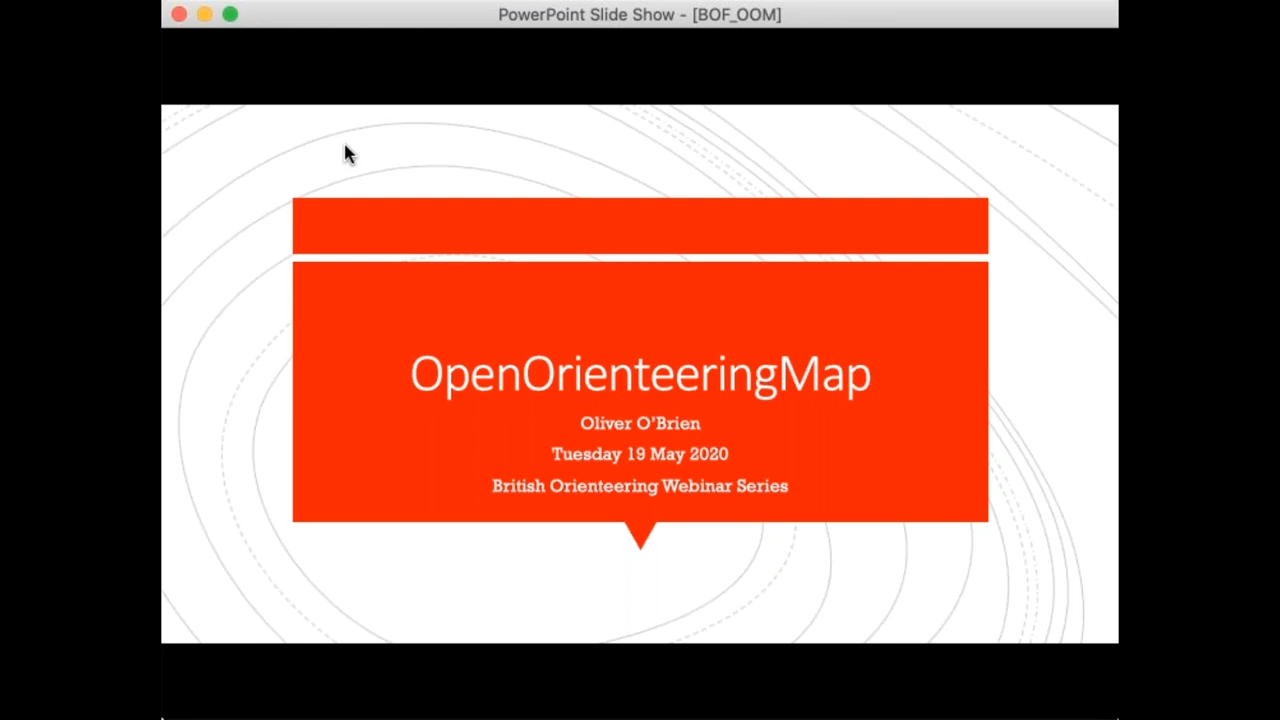 PowerPoint Slide Show - [BOF_OOM]
OpenOrienteeringMap
Oliver O’Brien
Tuesday 19 May 2020
British Orienteering Webinar Series